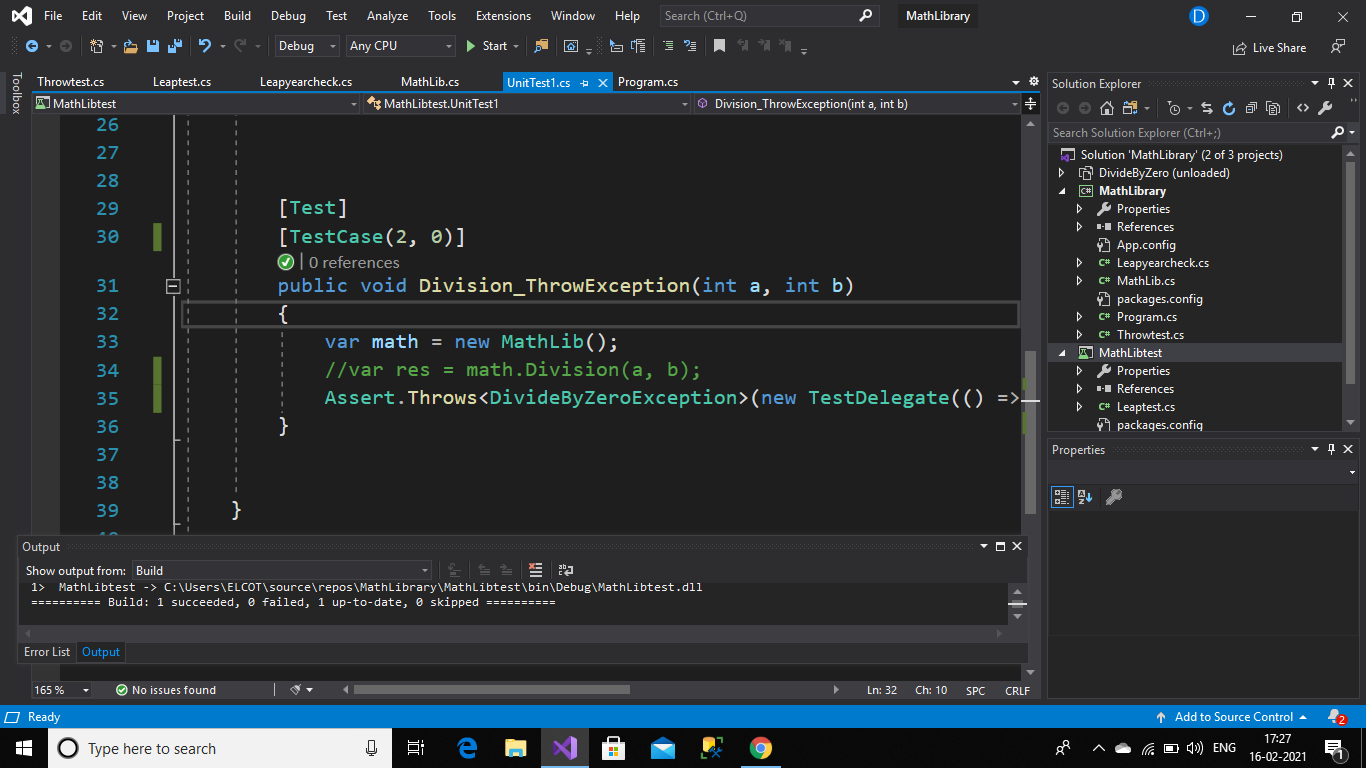 File Edit View Project Build Debug Test Analyze Tools Extensions Window Help Search (Ctrl+Q) MathLibrary D
Debug Any CPU Start Live Share
Toolbox
Throwtest.cs Leaptest.cs Leapyearcheck.cs MathLib.cs UnitTest1.cs Program.cs
MathLibtest MathLibtest.UnitTest1 Division_ThrowException(int a, int b)
26
27
28
29 [Test]
30 [TestCase(2, 0)]
0 references
31 public void Division_ThrowException(int a, int b)
32 {
33 var math = new MathLib();
34 //var res = math.Division(a, b);
35 Assert.Throws<DivideByZeroException>(new TestDelegate(() =>
36 }
37
38
39 }
Solution Explorer
Search Solution Explorer (Ctrl+;)
Solution 'MathLibrary' (2 of 3 projects)
DivideByZero (unloaded)
MathLibrary
Properties
References
App.config
Leapyearcheck.cs
MathLib.cs
packages.config
Program.cs
Throwtest.cs
MathLibtest
Properties
References
Leaptest.cs
packages.config
Properties
Output
Show output from: Build
1> MathLibtest -> C:\Users\ELCOT\source\repos\MathLibrary\MathLibtest\bin\Debug\MathLibtest.dll
========== Build: 1 succeeded, 0 failed, 1 up-to-date, 0 skipped ==========
Error List Output
165 % No issues found Ln: 32 Ch: 10 SPC CRLF
Ready Add to Source Control 2
Type here to search ENG 17:27
16-02-2021 1